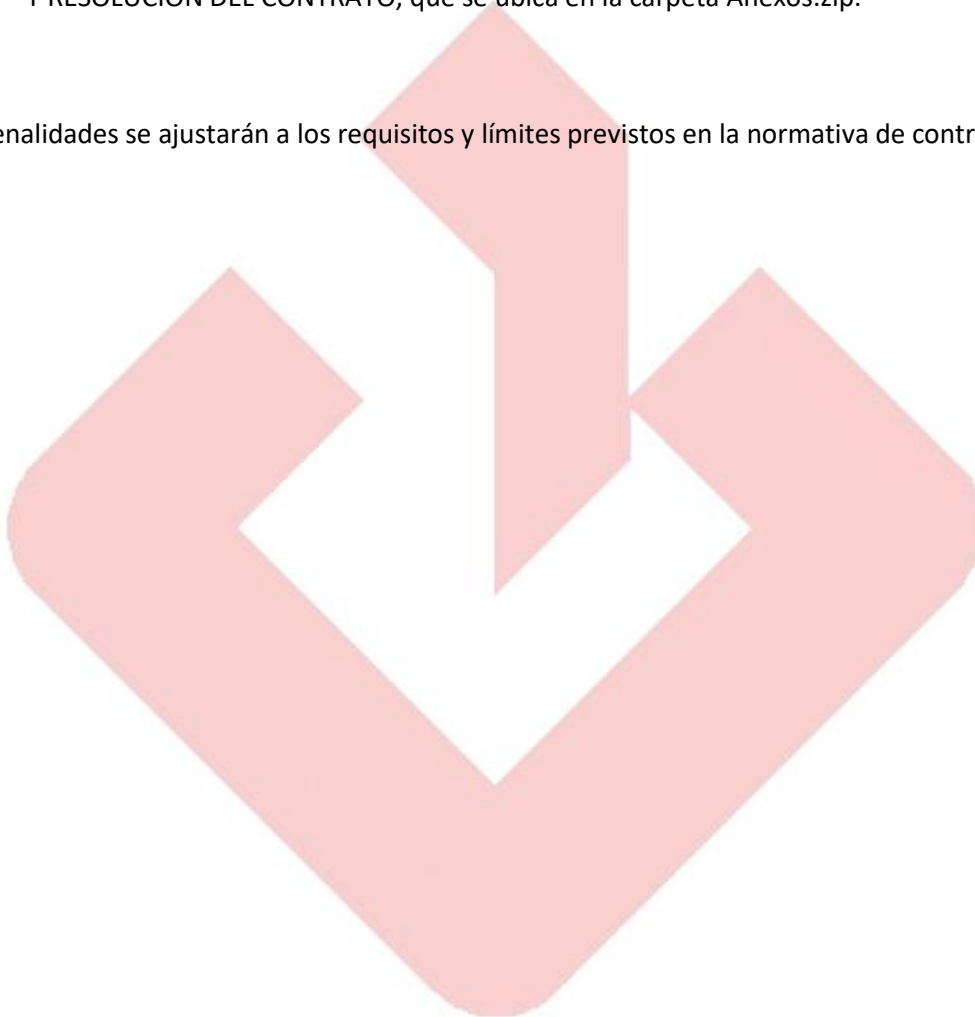 Y RESOLUCIÓN DEL CONTRATO, que se ubica en la carpeta Anexos.zip.
enalidades se ajustarán a los requisitos y límites previstos en la normativa de contr